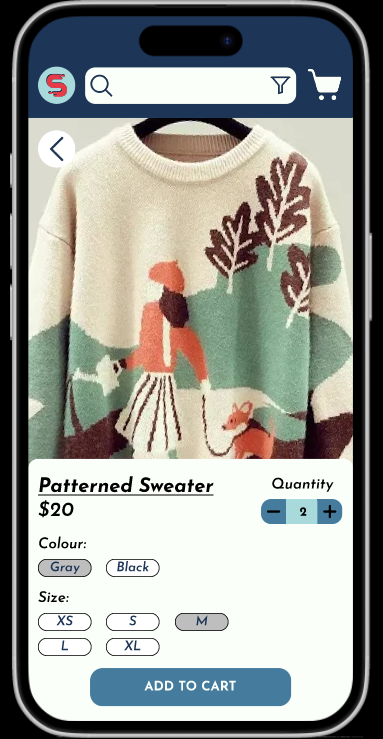 S
Patterned Sweater
Quantity
$20
2
Colour:
Gray Black
Size:
XS S M
L XL
ADD TO CART